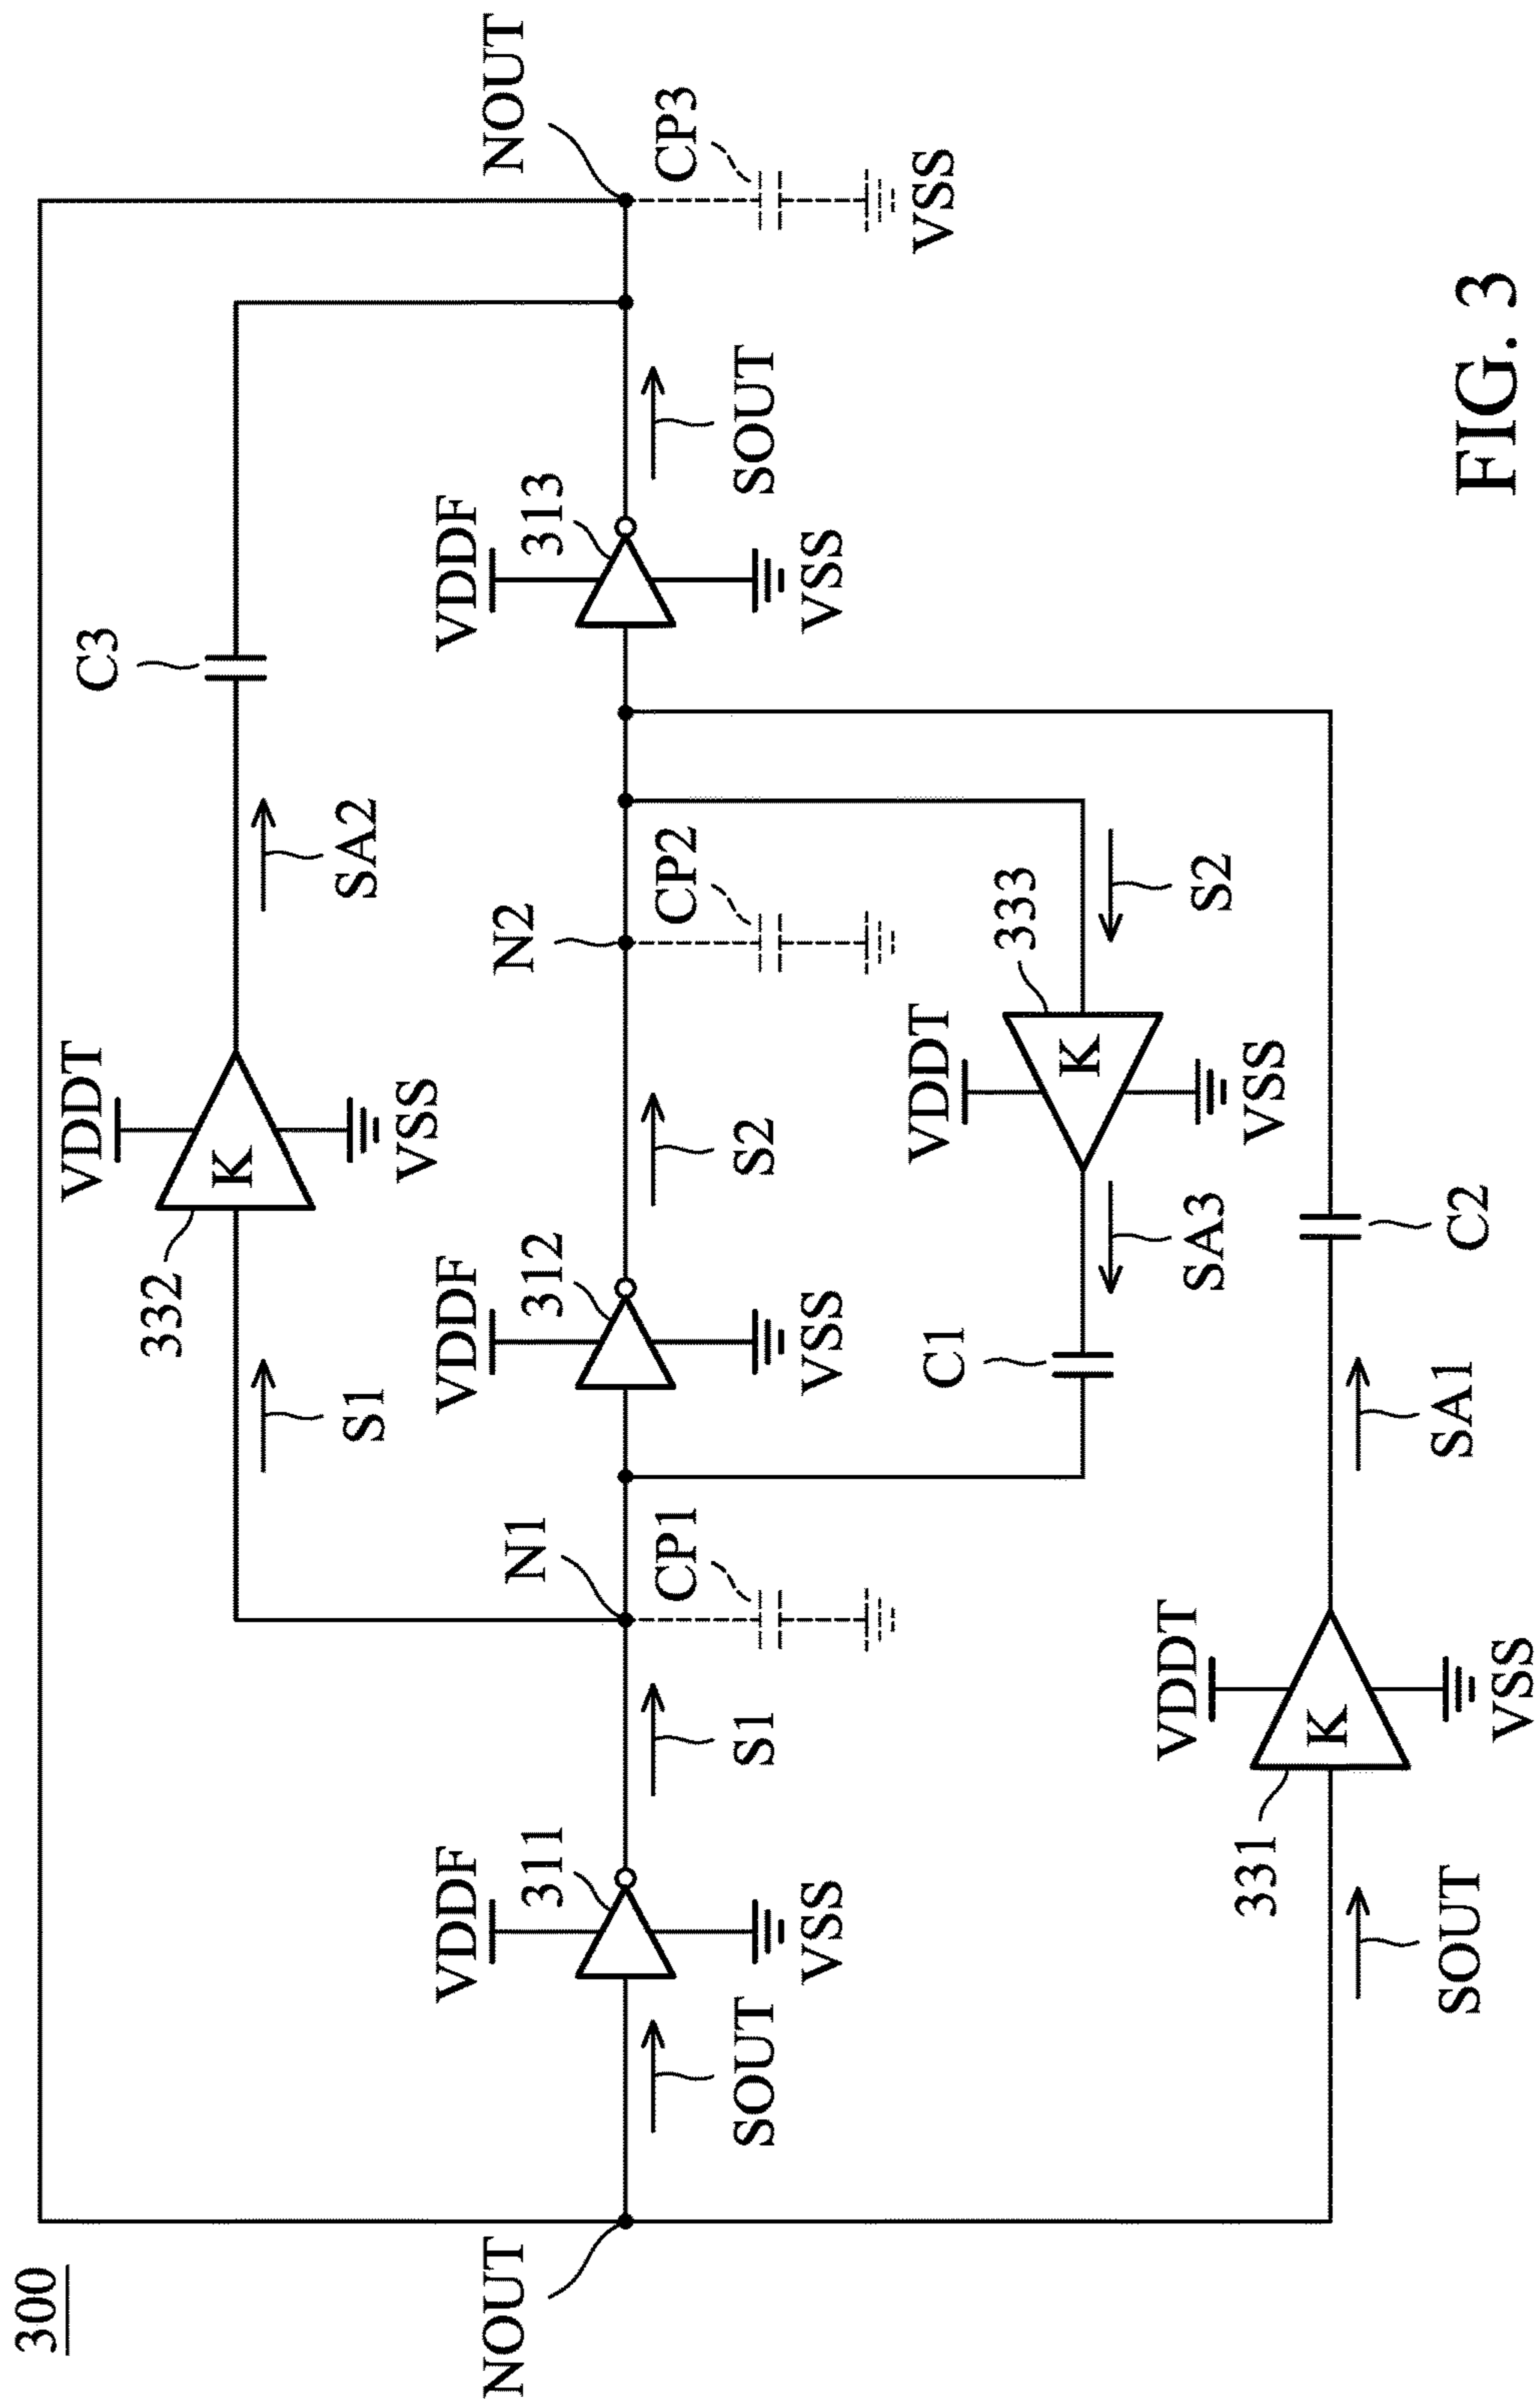 300
VDDT
332
K
VSS
S1
SA2
C3
NOUT
VDDF
311
VSS
SOUT
S1
N1
CP1
VDDF
312
VSS
S2
N2
CP2
VDDF
313
VSS
SOUT
NOUT
CP3
VSS
C1
SA3
VDDT
333
K
VSS
S2
VDDT
331
K
VSS
SOUT
SA1
C2
FIG. 3